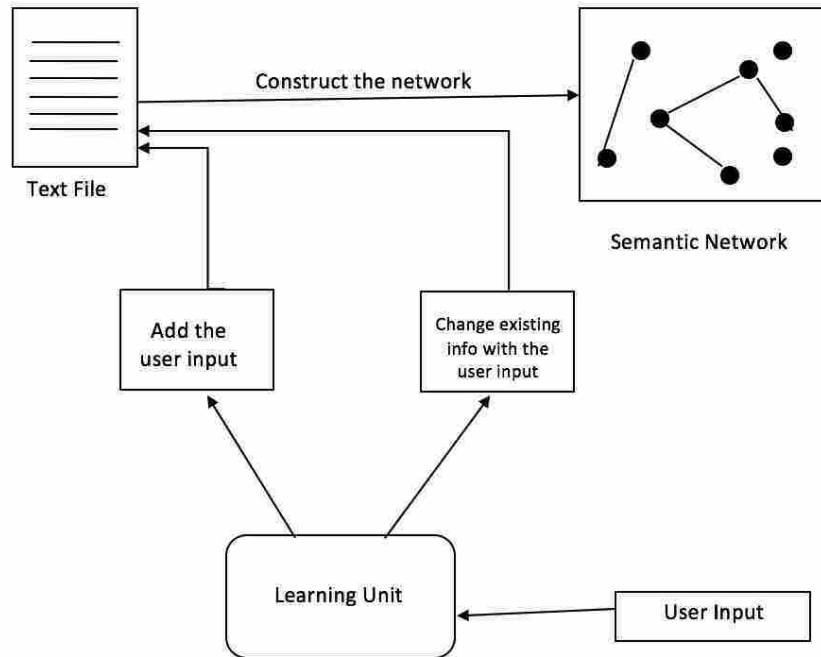 Construct the network
Text File
Semantic Network
Add the
user input
Change existing
info with the
user input
Learning Unit
User Input